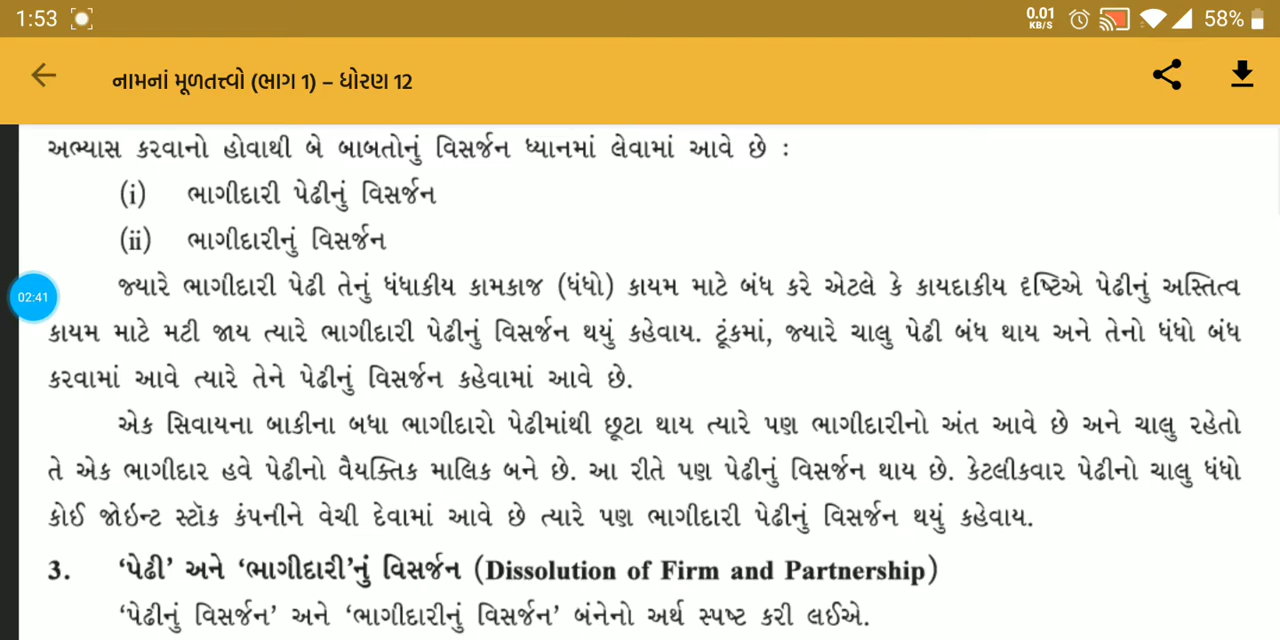 1:53
0.01
KB/S
58%
નામનાં મૂળતત્ત્વો (ભાગ 1) – ધોરણ 12
અભ્યાસ કરવાનો હોવાથી બે બાબતોનું વિસર્જન ધ્યાનમાં લેવામાં આવે છે :
(i) ભાગીદારી પેઢીનું વિસર્જન
(ii) ભાગીદારીનું વિસર્જન
જ્યારે ભાગીદારી પેઢી તેનું ધંધાકીય કામકાજ (ધંધો) કાયમ માટે બંધ કરે એટલે કે કાયદાકીય દૃષ્ટિએ પેઢીનું અસ્તિત્વ
02:41
કાયમ માટે મટી જાય ત્યારે ભાગીદારી પેઢીનું વિસર્જન થયું કહેવાય. ટૂંકમાં, જ્યારે ચાલુ પેઢી બંધ થાય અને તેનો ધંધો બંધ
કરવામાં આવે ત્યારે તેને પેઢીનું વિસર્જન કહેવામાં આવે છે.
એક સિવાયના બાકીના બધા ભાગીદારો પેઢીમાંથી છૂટા થાય ત્યારે પણ ભાગીદારીનો અંત આવે છે અને ચાલુ રહેતો
તે એક ભાગીદાર હવે પેઢીનો વૈયક્તિક માલિક બને છે. આ રીતે પણ પેઢીનું વિસર્જન થાય છે. કેટલીકવાર પેઢીનો ચાલુ ધંધો
કોઈ જોઇન્ટ સ્ટૉક કંપનીને વેચી દેવામાં આવે છે ત્યારે પણ ભાગીદારી પેઢીનું વિસર્જન થયું કહેવાય.
3. ‘પેઢી’ અને ‘ભાગીદારી’નું વિસર્જન (Dissolution of Firm and Partnership)
‘પેઢીનું વિસર્જન’ અને ‘ભાગીદારીનું વિસર્જન’ બંનેનો અર્થ સ્પષ્ટ કરી લઈએ.